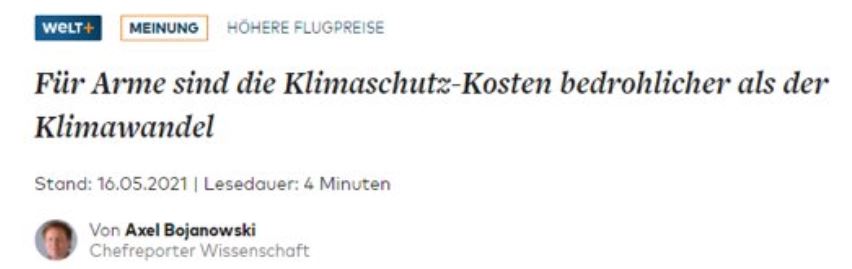 WELT+ MEINUNG HÖHERE FLUGPREISE
Für Arme sind die Klimaschutz-Kosten bedrohlicher als der
Klimawandel
Stand: 16.05.2021 | Lesedauer: 4 Minuten
Von Axel Bojanowski
Chefreporter Wissenschaft